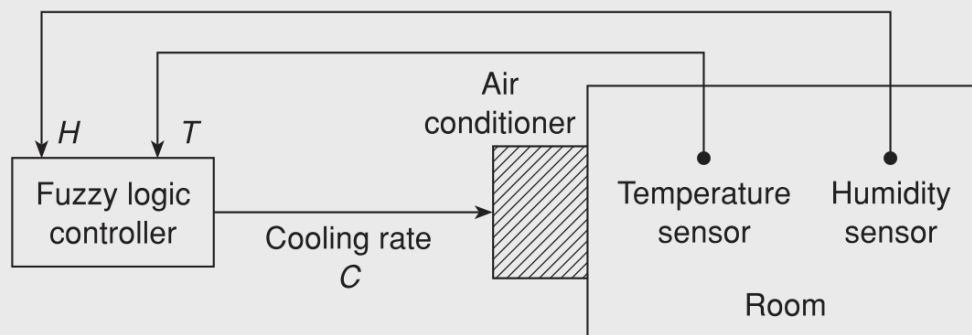 Air
conditioner
H
T
Fuzzy logic
controller
Cooling rate
C
Temperature
sensor
Humidity
sensor
Room